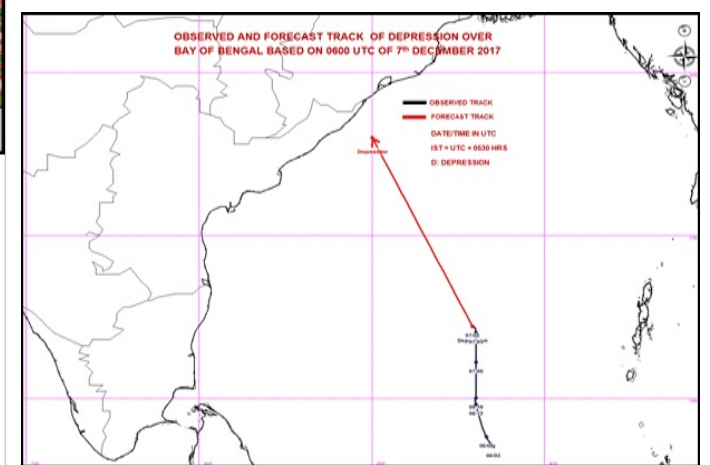 OBSERVED AND FORECAST TRACK OF DEPRESSION OVER
BAY OF BENGAL BASED ON 0600 UTC OF 7th DECEMBER 2017
OBSERVED TRACK
FORECAST TRACK
DATE/TIME IN UTC
IST = UTC + 0530 HRS
D: DEPRESSION
Depression
Depression